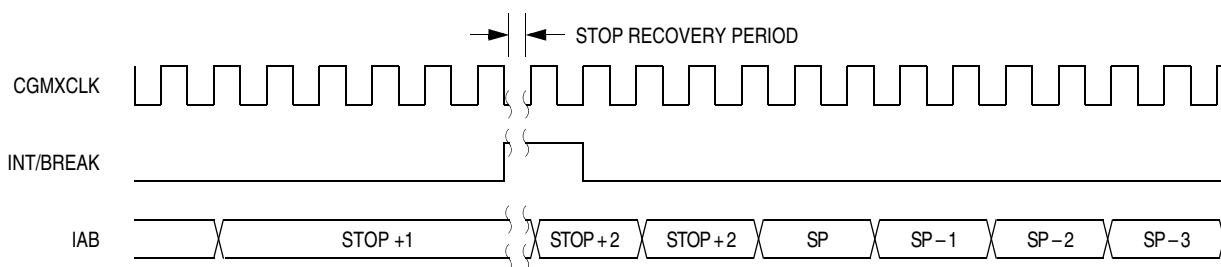 STOP RECOVERY PERIOD
CGMXCLK
INT/BREAK
IAB STOP +1 STOP + 2 STOP + 2 SP SP – 1 SP – 2 SP – 3